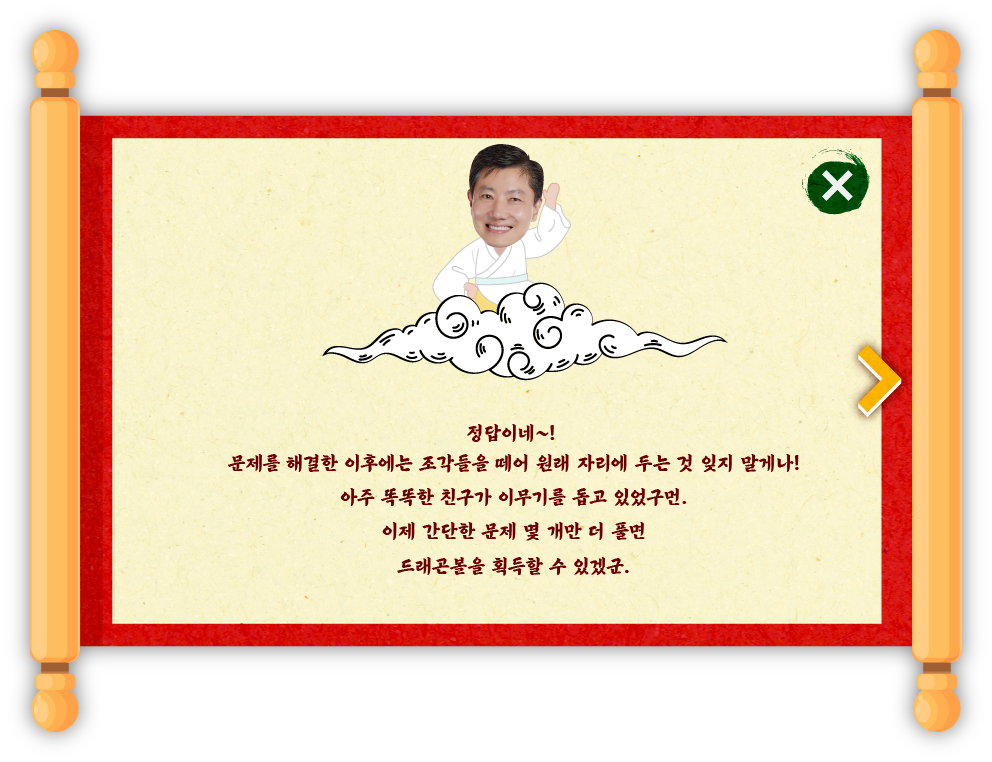 정답이네~!
문제를 해결한 이후에는 조각들을 떼어 원래 자리에 두는 것 잊지 말게나!
아주 똑똑한 친구가 이무기를 돕고 있었구먼.
이제 간단한 문제 몇 개만 더 풀면
드래곤볼을 획득할 수 있겠군.